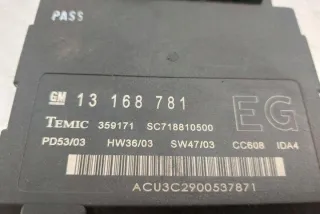 PASS
GM 13 168 781
EG
TEMIC 359171 SC718810500
PD53/03 HW36/03 SW47/03 CC608 IDA4
ACU3C2900537871